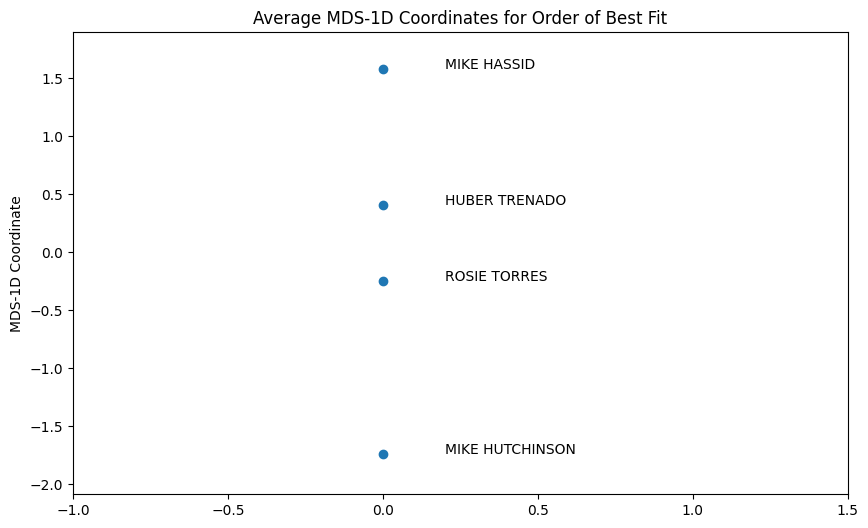 Average MDS-1D Coordinates for Order of Best Fit
MDS-1D Coordinate
1.5
1.0
0.5
0.0
−0.5
−1.0
−1.5
−2.0
MIKE HASSID
HUBER TRENADO
ROSIE TORRES
MIKE HUTCHINSON
−1.0
−0.5
0.0
0.5
1.0
1.5